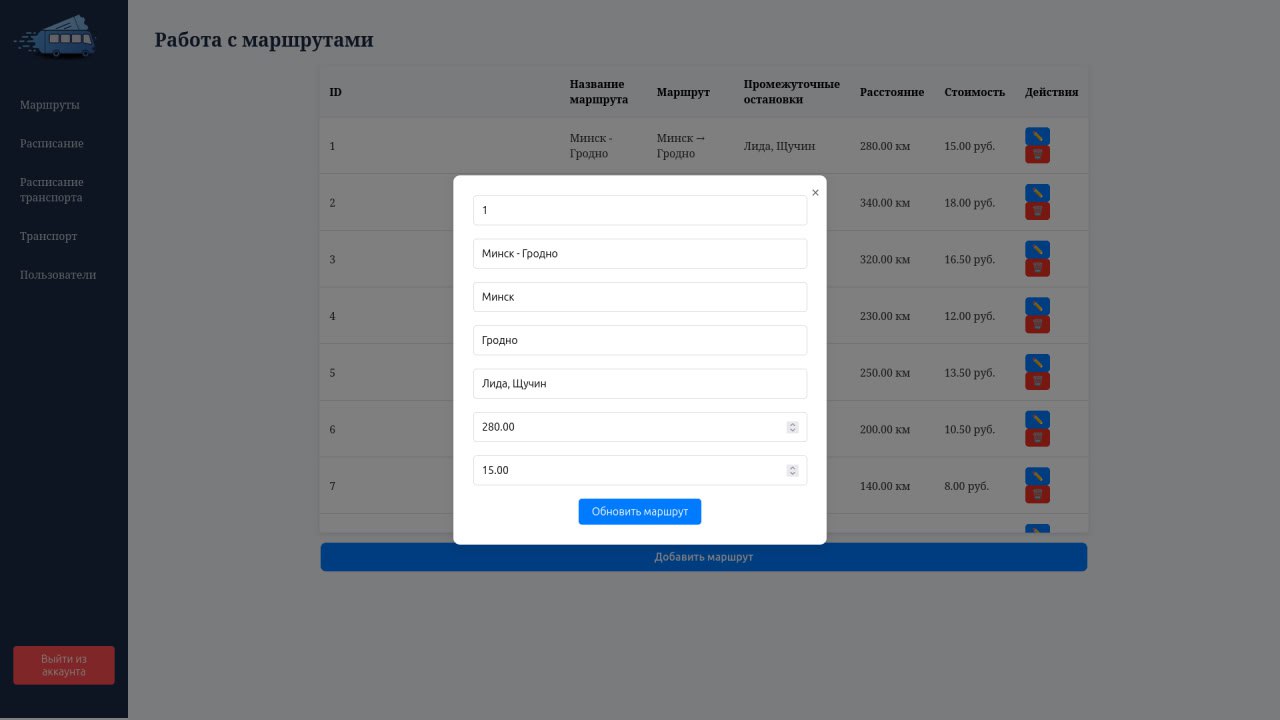 Работа с маршрутами
Маршруты
Расписание
Расписание
транспорта
Транспорт
Пользователи
Выйти из
аккаунта
ID
Название
маршрута
Маршрут
Промежуточные
остановки
Расстояние
Стоимость
Действия
1
Минск -
Гродно
Минск →
Гродно
Лида, Щучин
280.00 км
15.00 руб.
2
340.00 км
18.00 руб.
3
320.00 км
16.50 руб.
4
230.00 км
12.00 руб.
5
250.00 км
13.50 руб.
6
200.00 км
10.50 руб.
7
140.00 км
8.00 руб.
×
1
Минск - Гродно
Минск
Гродно
Лида, Щучин
280.00
15.00
Обновить маршрут
Добавить маршрут